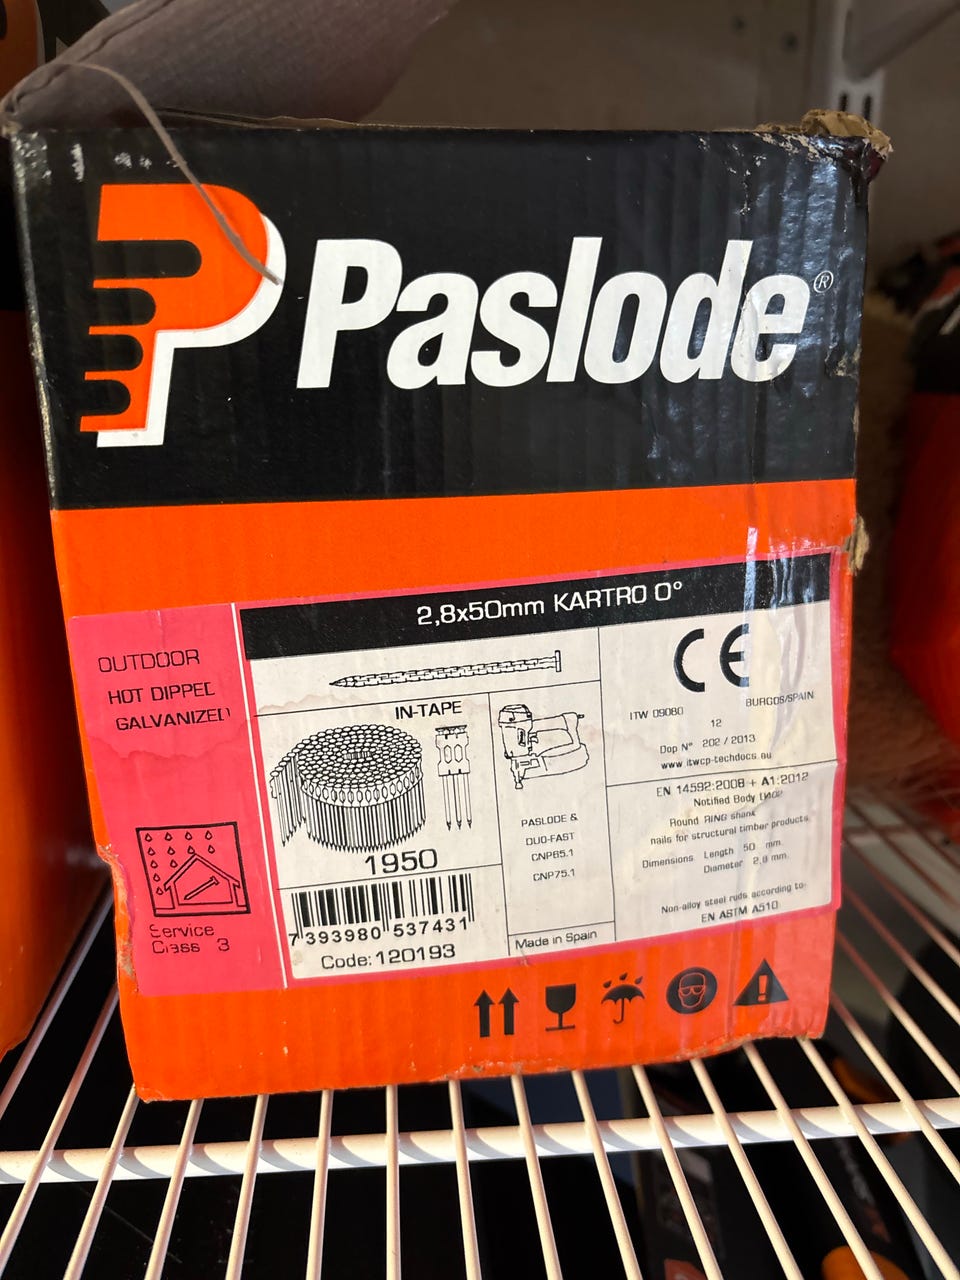 Paslode®
2,8x50mm KARTRO 0°
OUTDOOR
HOT DIPPED
GALVANIZED
IN-TAPE
1950
7 393980 537431
Code: 120193
PASLODE &
DUO-FAST
CNP65.1
CNP75.1
Made in Spain
CE
ITW 09080 BURGOS/SPAIN
12
Dop N° 202 / 2013
www.itwcp-techdocs.eu
EN 14592:2008 + A1:2012
Notified Body
Round RING shank
nails for structural timber products
Dimensions Length 50 mm.
Diameter 2,8 mm.
Non-alloy steel rods according to:
EN ASTM A510
Service
Class 3